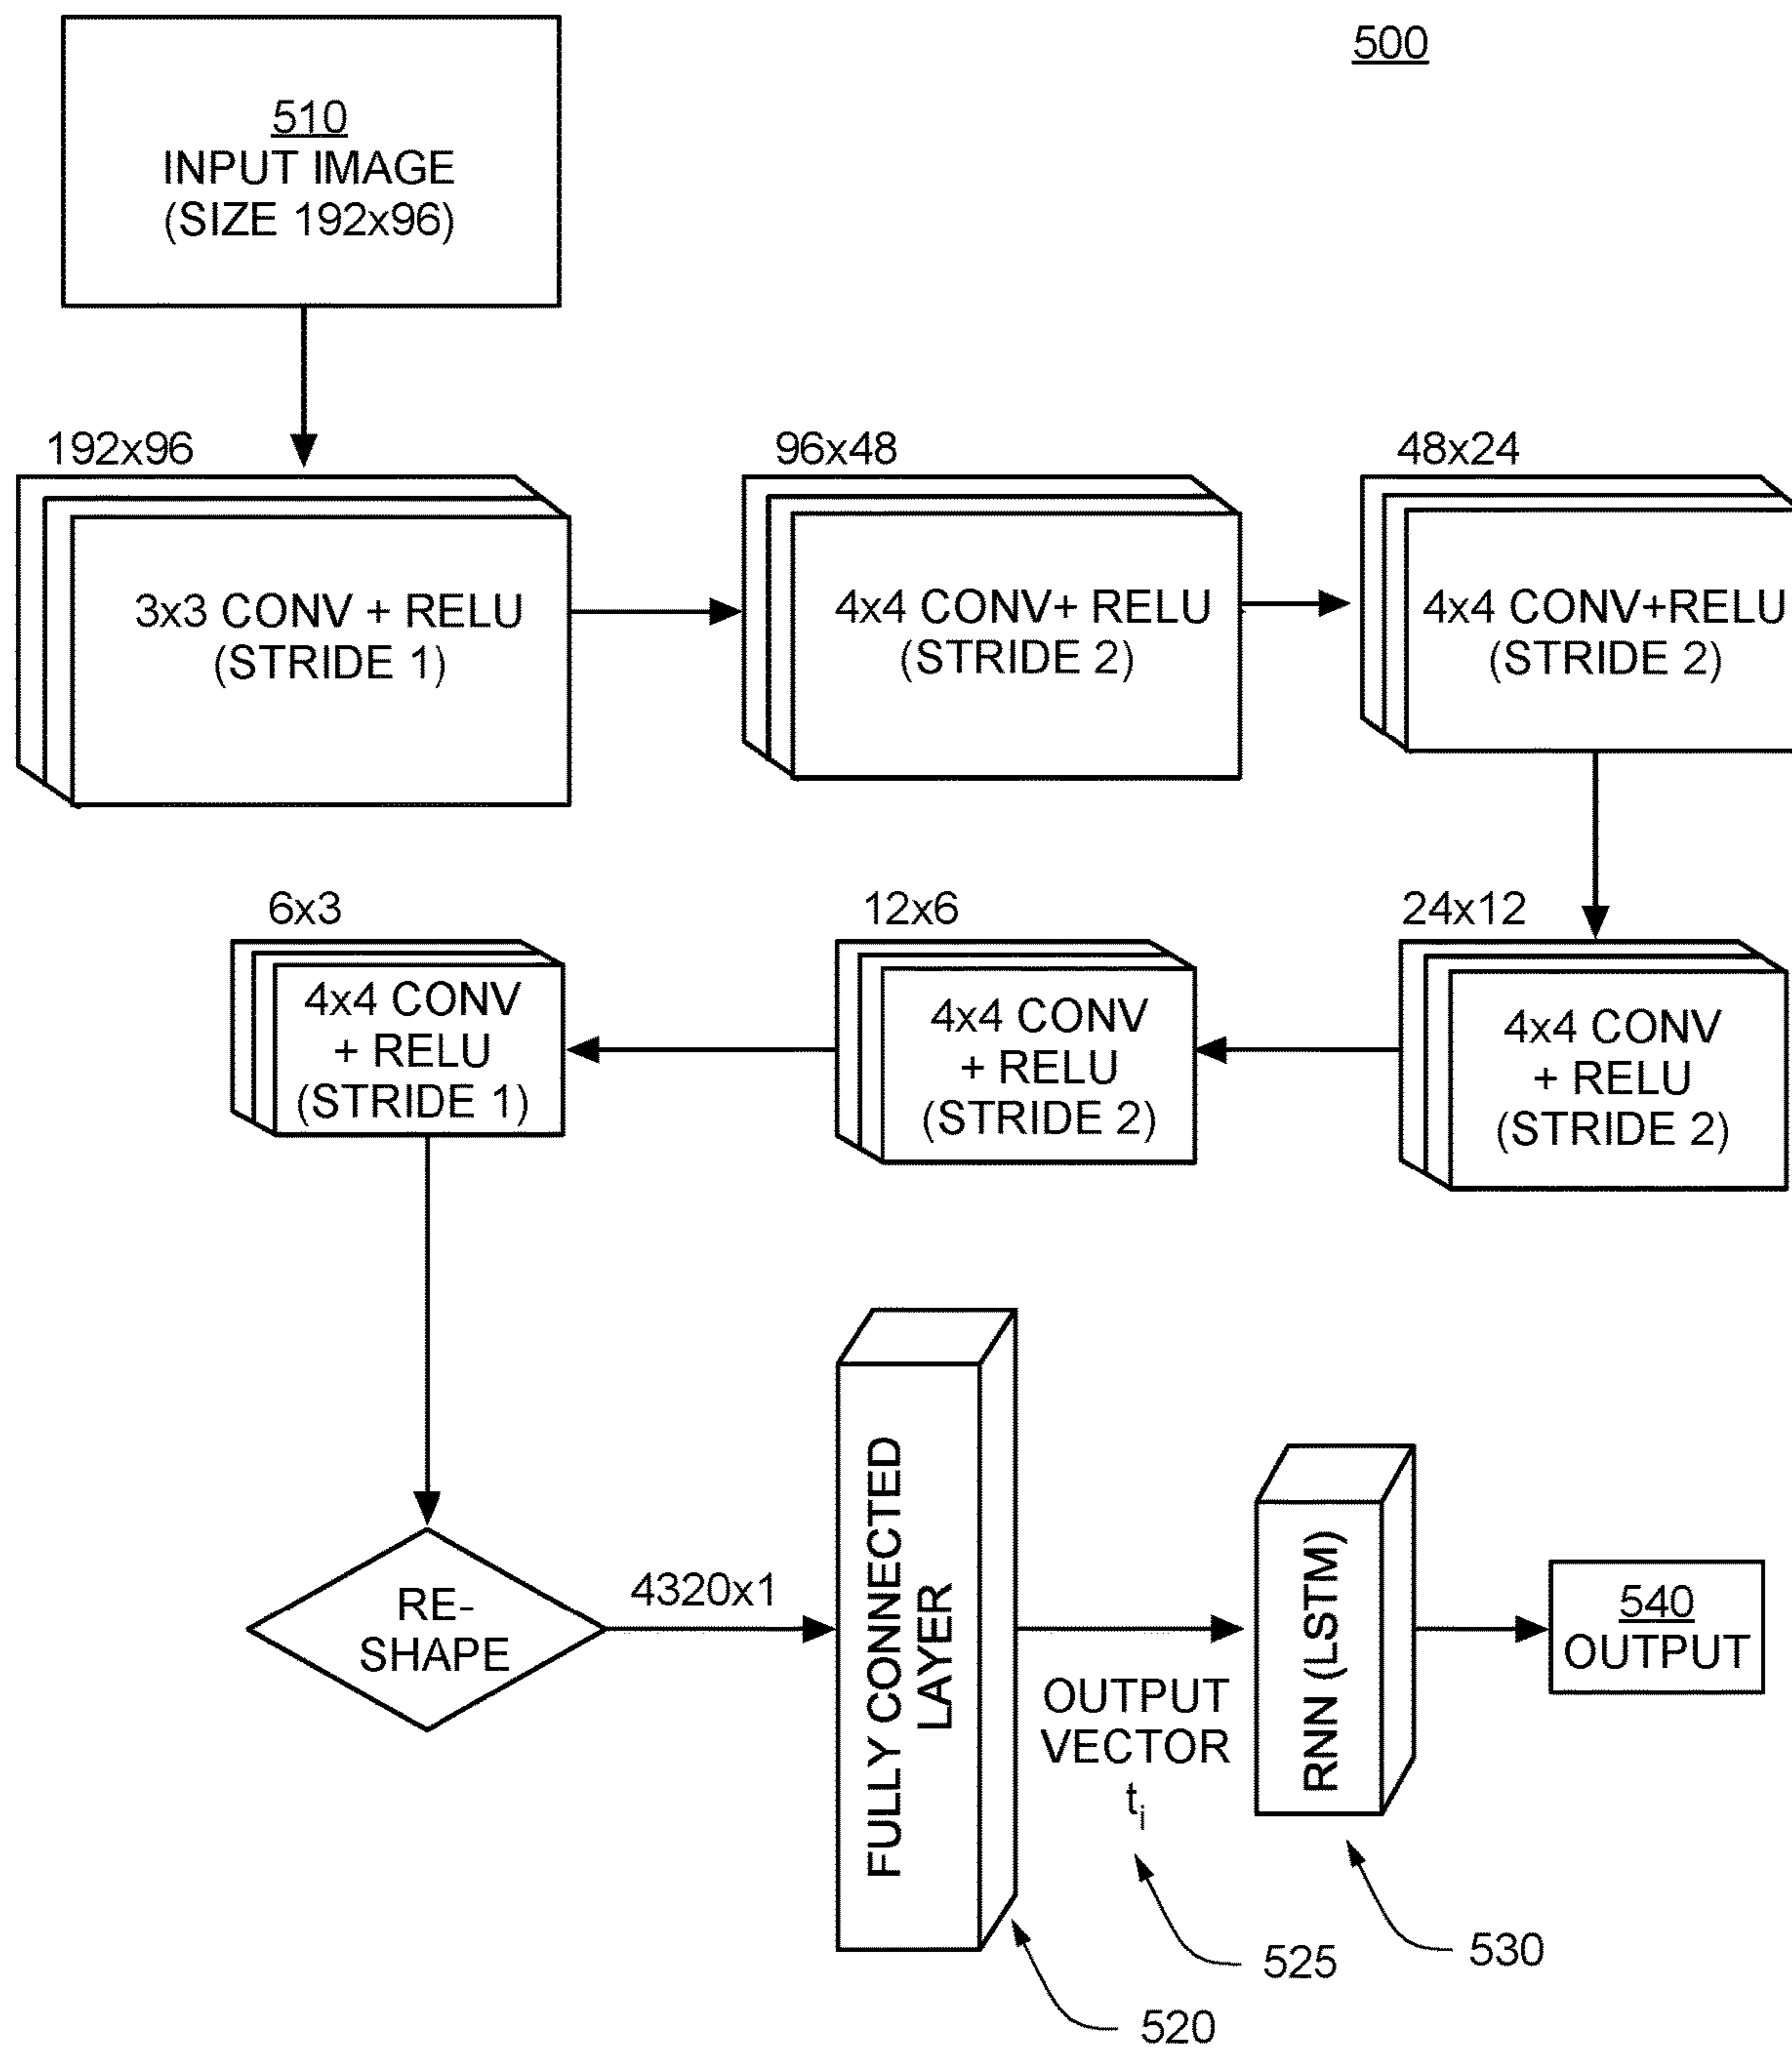 500
510
INPUT IMAGE
(SIZE 192x96)
192x96
3x3 CONV + RELU
(STRIDE 1)
96x48
4x4 CONV+ RELU
(STRIDE 2)
48x24
4x4 CONV+RELU
(STRIDE 2)
24x12
4x4 CONV
+ RELU
(STRIDE 2)
12x6
4x4 CONV
+ RELU
(STRIDE 2)
6x3
4x4 CONV
+ RELU
(STRIDE 1)
RE-
SHAPE
4320x1
FULLY CONNECTED
LAYER
520
OUTPUT
VECTOR
ti
525
RNN (LSTM)
530
540
OUTPUT